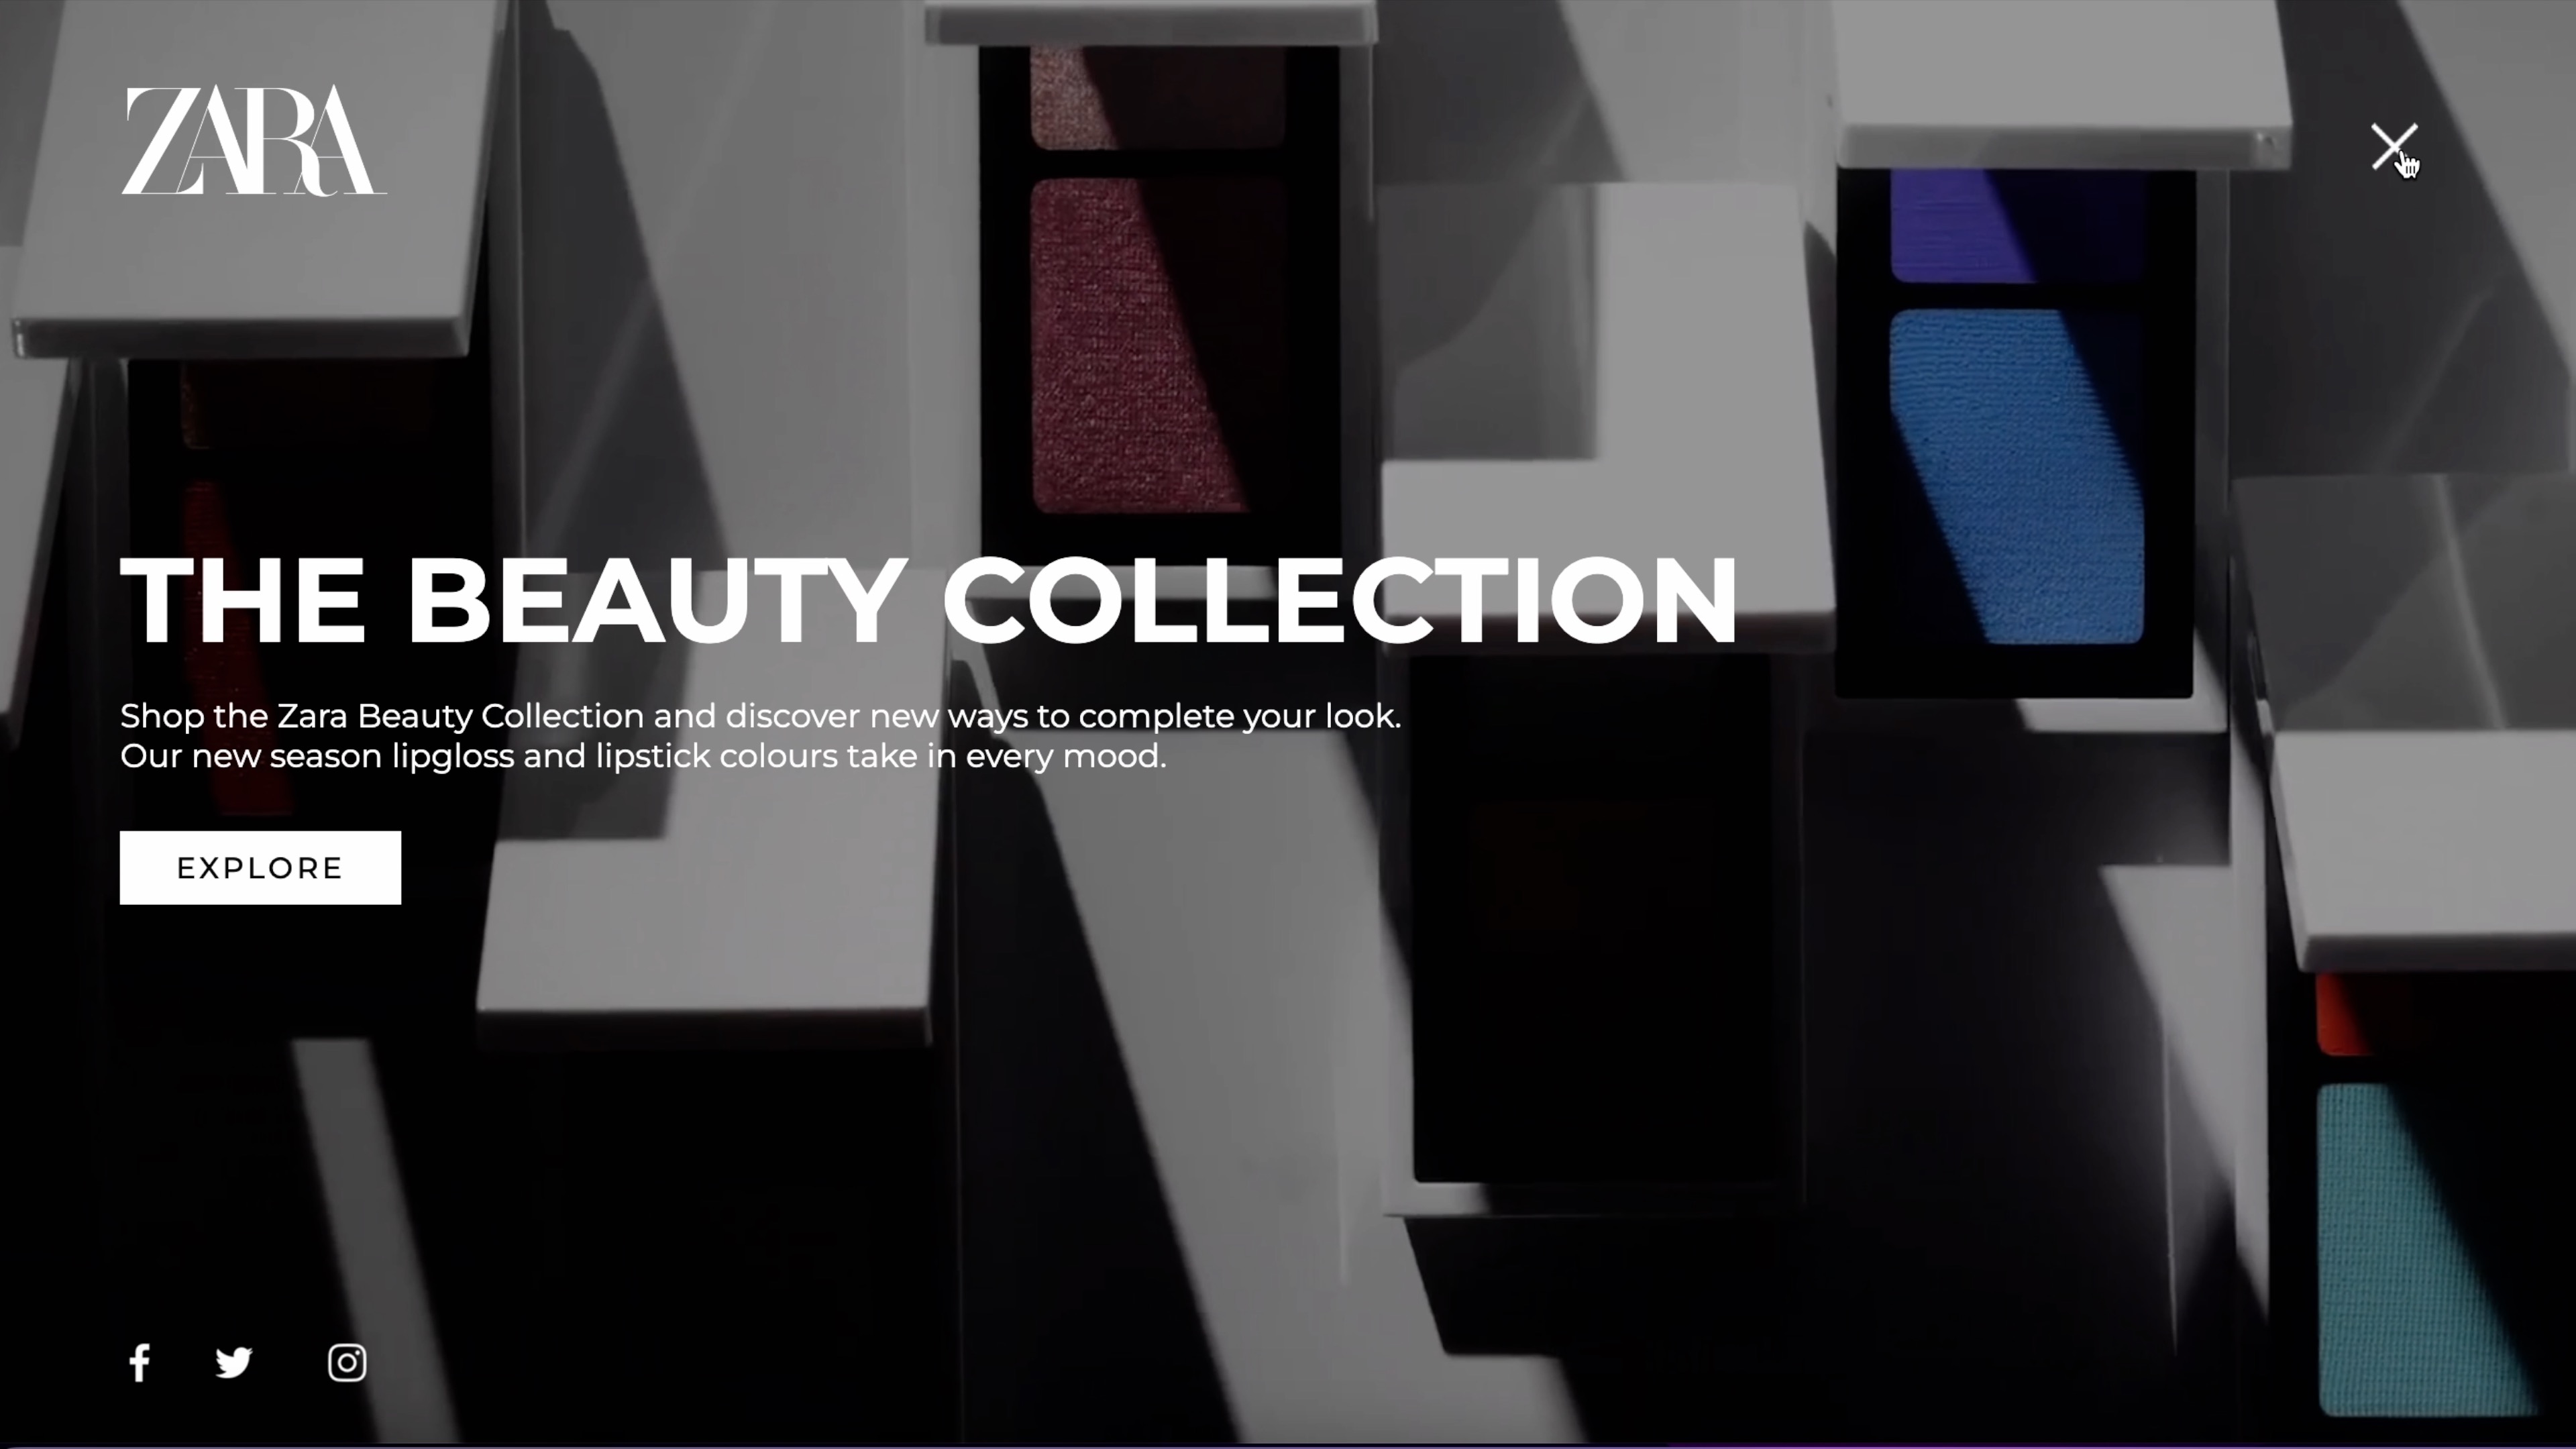 ZARA
THE BEAUTY COLLECTION
Shop the Zara Beauty Collection and discover new ways to complete your look.
Our new season lipgloss and lipstick colours take in every mood.
EXPLORE